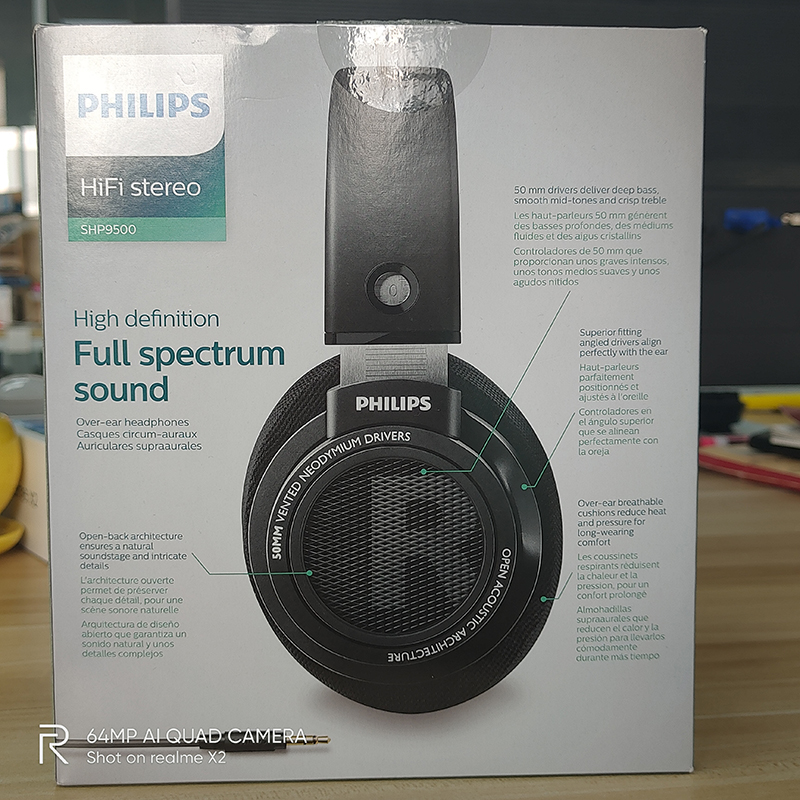 PHILIPS
HiFi stereo
SHP9500
High definition
Full spectrum
sound
Over-ear headphones
Casques circum-auraux
Auriculares supraaurales
50 mm drivers deliver deep bass,
smooth mid-tones and crisp treble
Les haut-parleurs 50 mm génèrent
des basses profondes, des médiums
fluides et des aigus cristallins
Controladores de 50 mm que
proporcionan unos graves intensos,
unos tonos medios suaves y unos
agudos nítidos
Superior fitting
angled drivers align
perfectly with the ear
Haut-parleurs
parfaitement
positionnés et
ajustés à l'oreille
Controladores en
el ángulo superior
que se alinean
perfectamente con
la oreja
PHILIPS
50MM VENTED NEODYMIUM DRIVERS
R
OPEN ACOUSTIC ARCHITECTURE
Open-back architecture
ensures a natural
soundstage and intricate
details
L'architecture ouverte
permet de préserver
chaque détail, pour une
scène sonore naturelle
Arquitectura de diseño
abierto que garantiza un
sonido natural y unos
detalles complejos
Over-ear breathable
cushions reduce heat
and pressure for
long-wearing
comfort
Les coussinets
respirants réduisent
la chaleur et la
pression, pour un
confort prolongé
Almohadillas
supraaurales que
reducen el calor y la
presión para llevarlos
cómodamente
durante más tiempo
R
64MP AI QUAD CAMERA
Shot on realme X2